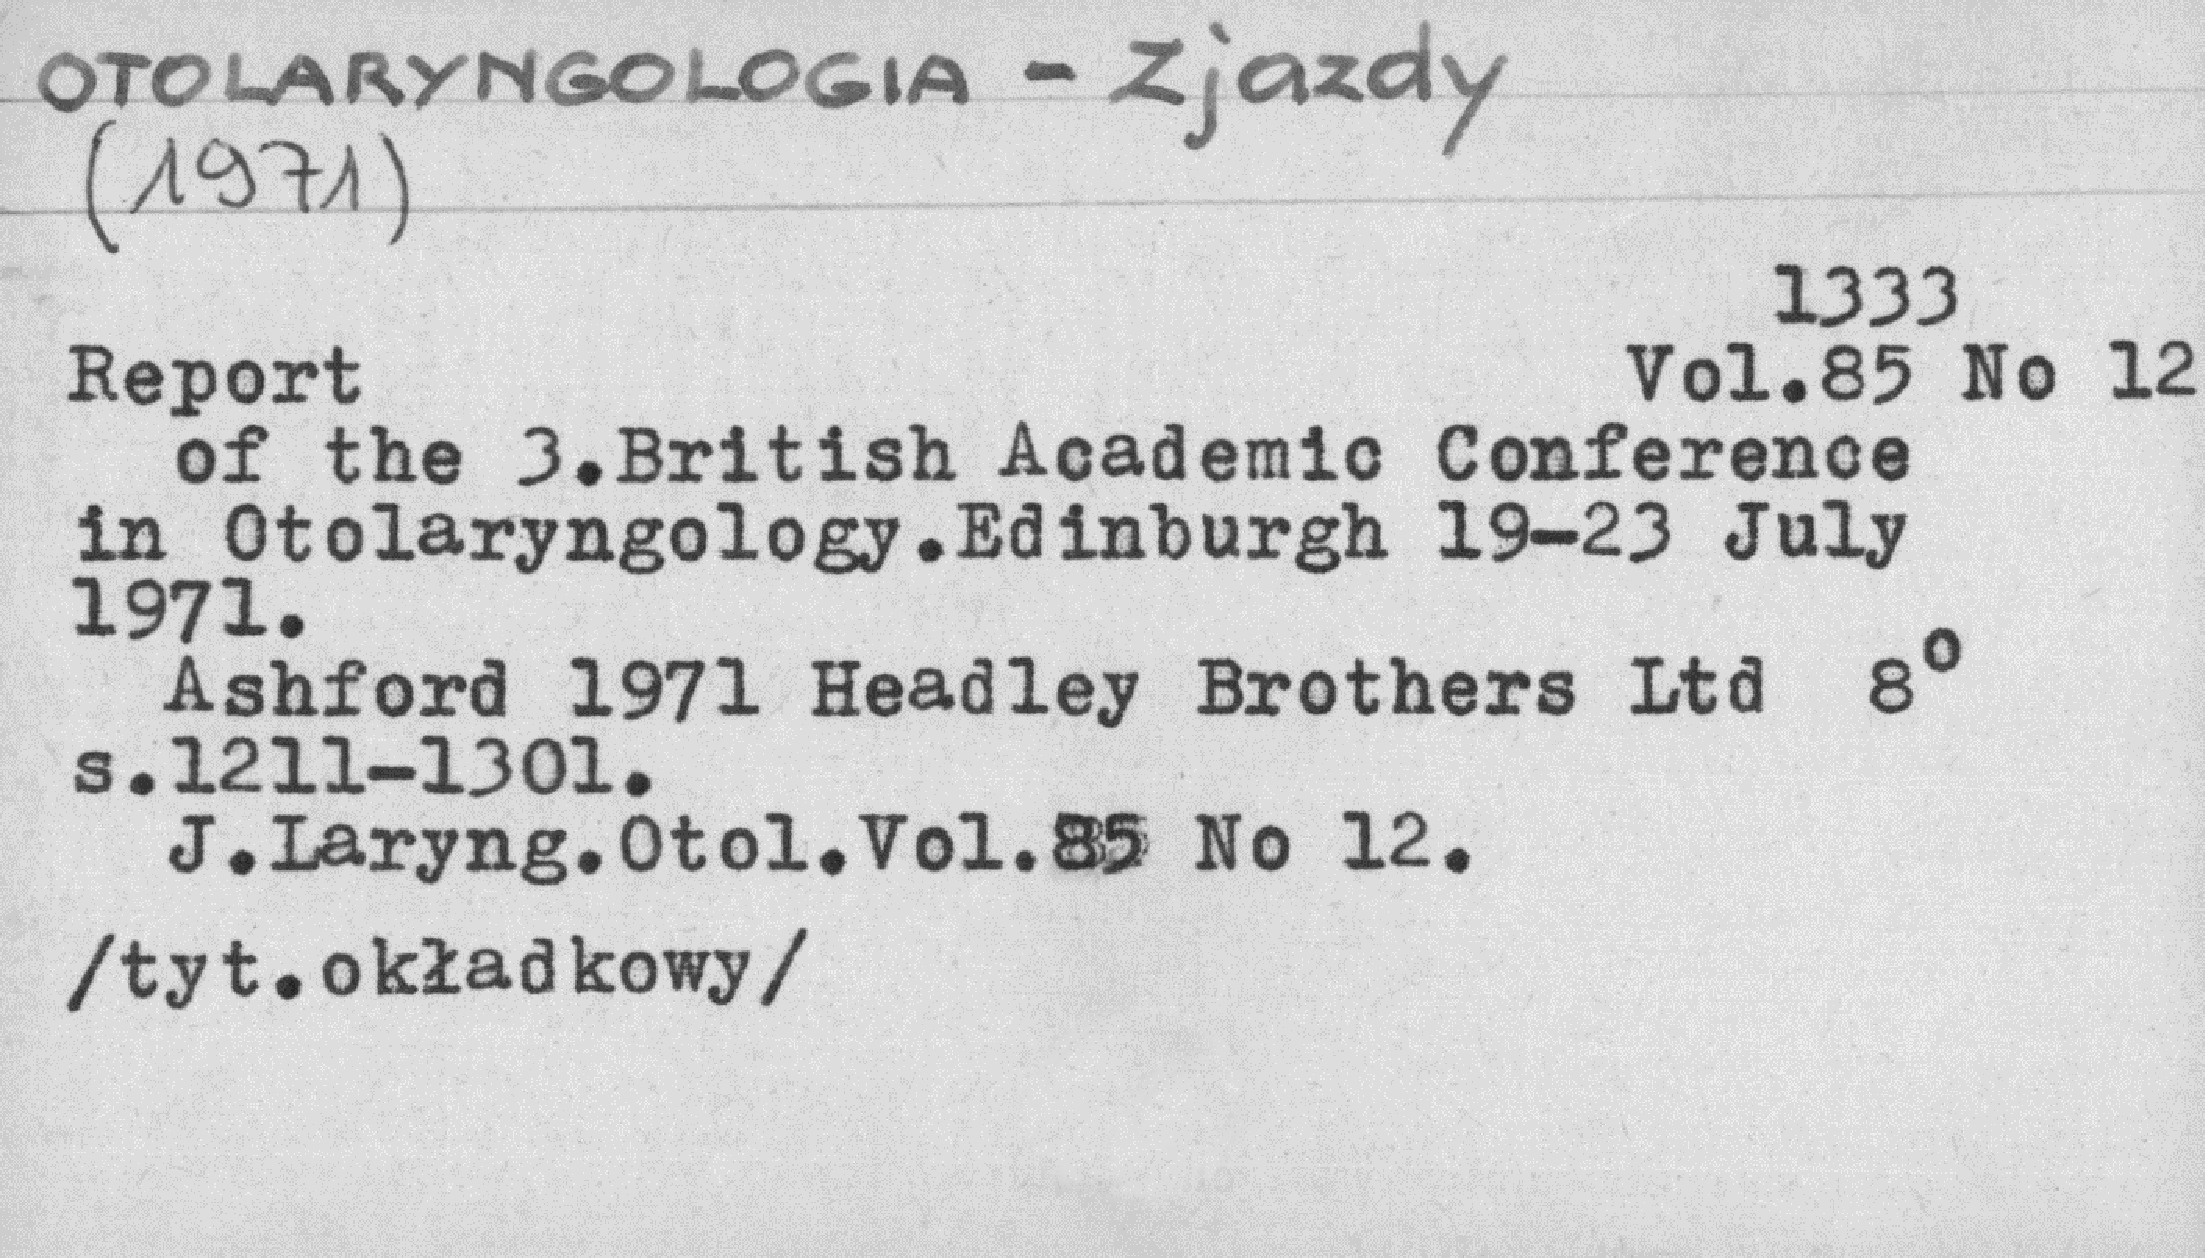 OTOLARYNGOLOGIA - Zjazdy
(1971)
1333
Report Vol.85 No 12
of the 3.British Academic Conference
in Otolaryngology.Edinburgh 19-23 July
1971.
Ashford 1971 Headley Brothers Ltd 8º
s.1211-1301.
J.Laryng.Otol.Vol.85 No 12.
/tyt.okładkowy/